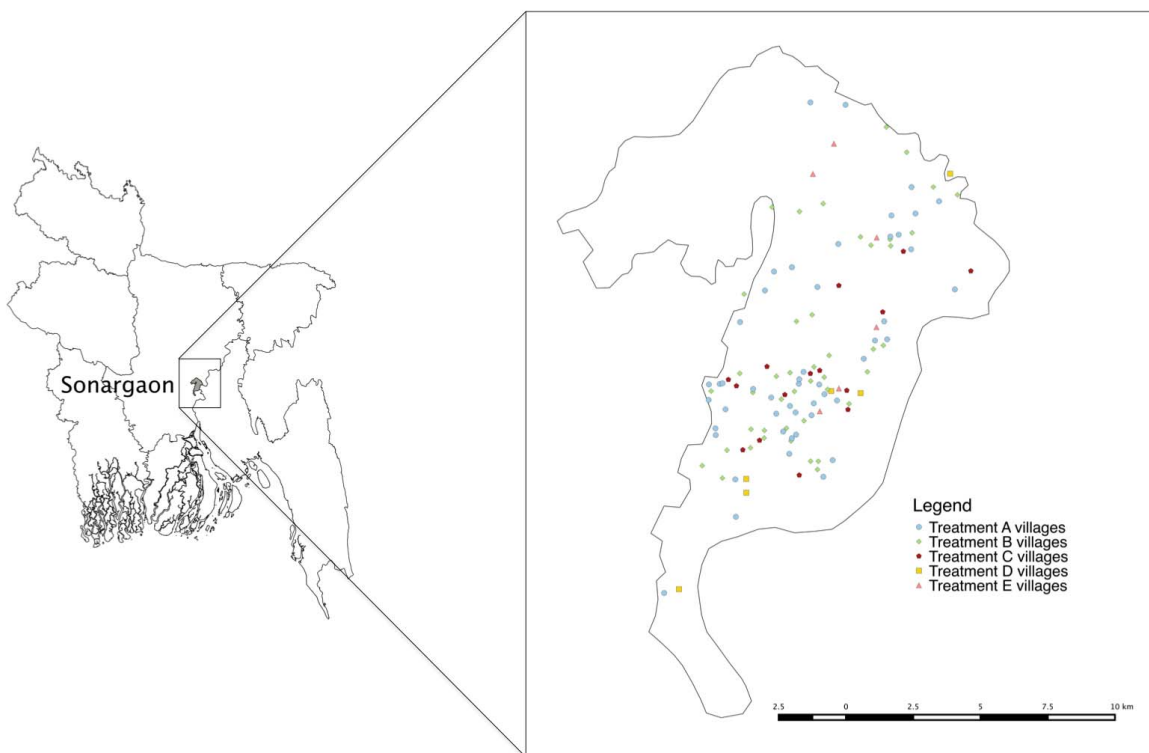 Sonargaon
Legend
Treatment A villages
Treatment B villages
Treatment C villages
Treatment D villages
Treatment E villages
2.5 0 2.5 5 7.5 10 km